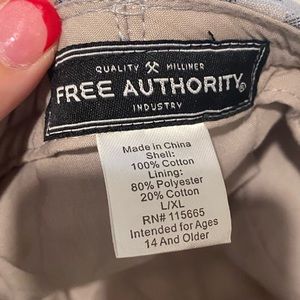 QUALITY MILLINER
FREE AUTHORITY®
INDUSTRY
Made in China
Shell:
100% Cotton
Lining:
80% Polyester
20% Cotton
L/XL
RN# 115665
Intended for Ages
14 And Older